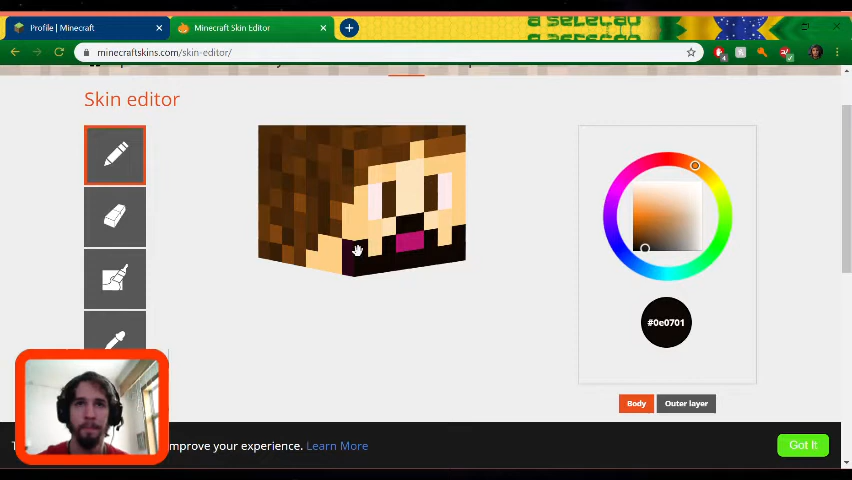 a seleção
Profile | Minecraft
Minecraft Skin Editor
minecraftskins.com/skin-editor/
Skin editor
#0e0701
Body
Outer layer
improve your experience. Learn More
Got It